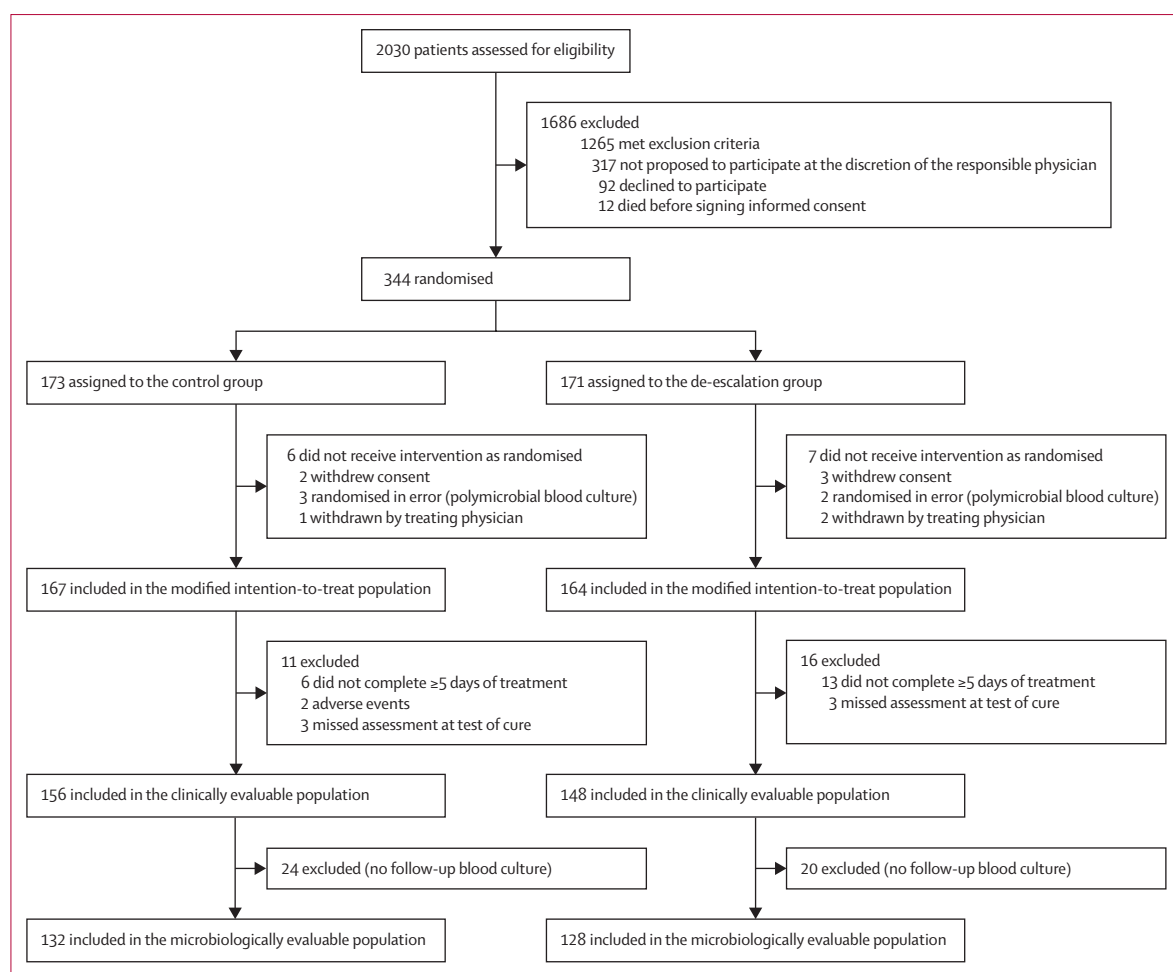 2030 patients assessed for eligibility
1686 excluded
1265 met exclusion criteria
317 not proposed to participate at the discretion of the responsible physician
92 declined to participate
12 died before signing informed consent
344 randomised
173 assigned to the control group
171 assigned to the de-escalation group
6 did not receive intervention as randomised
2 withdrew consent
3 randomised in error (polymicrobial blood culture)
1 withdrawn by treating physician
7 did not receive intervention as randomised
3 withdrew consent
2 randomised in error (polymicrobial blood culture)
2 withdrawn by treating physician
167 included in the modified intention-to-treat population
164 included in the modified intention-to-treat population
11 excluded
6 did not complete ≥5 days of treatment
2 adverse events
3 missed assessment at test of cure
16 excluded
13 did not complete ≥5 days of treatment
3 missed assessment at test of cure
156 included in the clinically evaluable population
148 included in the clinically evaluable population
24 excluded (no follow-up blood culture)
20 excluded (no follow-up blood culture)
132 included in the microbiologically evaluable population
128 included in the microbiologically evaluable population